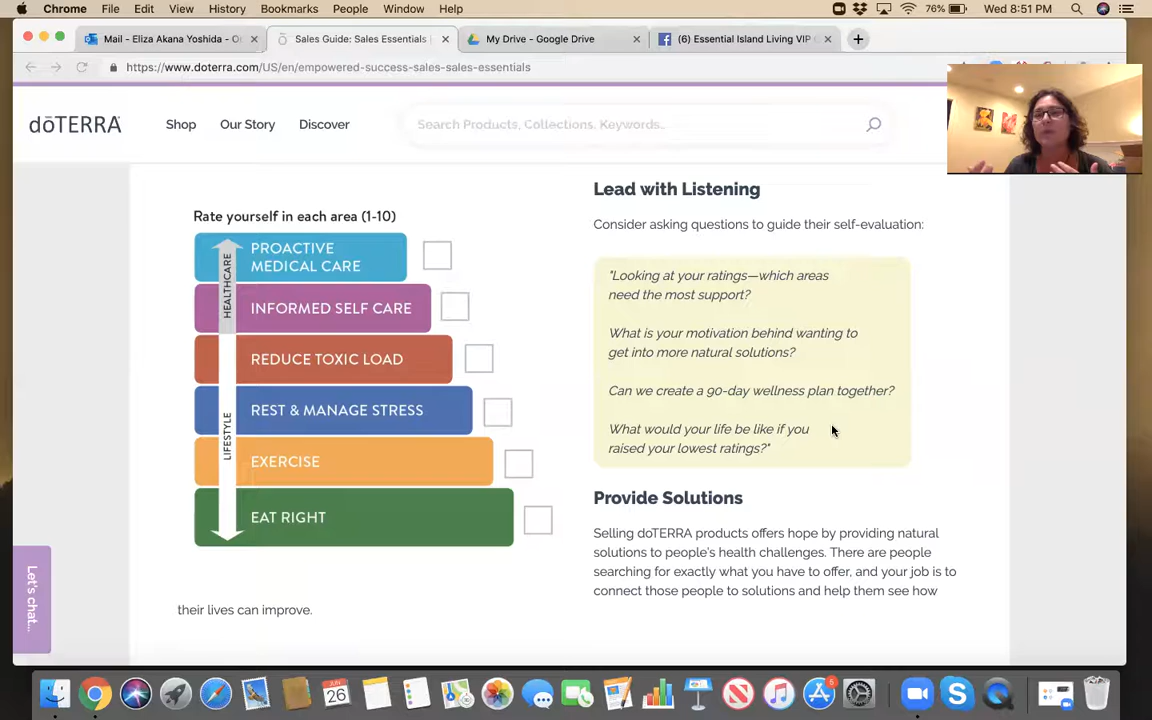 Chrome File Edit View History Bookmarks People Window Help 76% Wed 8:51 PM
Mail - Eliza Akana Yoshida - O
Sales Guide: Sales Essentials
My Drive - Google Drive
(6) Essential Island Living VIP
https://www.doterra.com/US/en/empowered-success-sales-sales-essentials
dōTERRA
Shop Our Story Discover
Search Products, Collections, Keywords..
Rate yourself in each area (1-10)
HEALTHCARE
LIFESTYLE
PROACTIVE
MEDICAL CARE
INFORMED SELF CARE
REDUCE TOXIC LOAD
REST & MANAGE STRESS
EXERCISE
EAT RIGHT
Lead with Listening
Consider asking questions to guide their self-evaluation:
"Looking at your ratings—which areas
need the most support?
What is your motivation behind wanting to
get into more natural solutions?
Can we create a 90-day wellness plan together?
What would your life be like if you
raised your lowest ratings?"
Provide Solutions
Selling doTERRA products offers hope by providing natural
solutions to people's health challenges. There are people
searching for exactly what you have to offer, and your job is to
connect those people to solutions and help them see how
their lives can improve.
Let's chat...
JUN
26
5